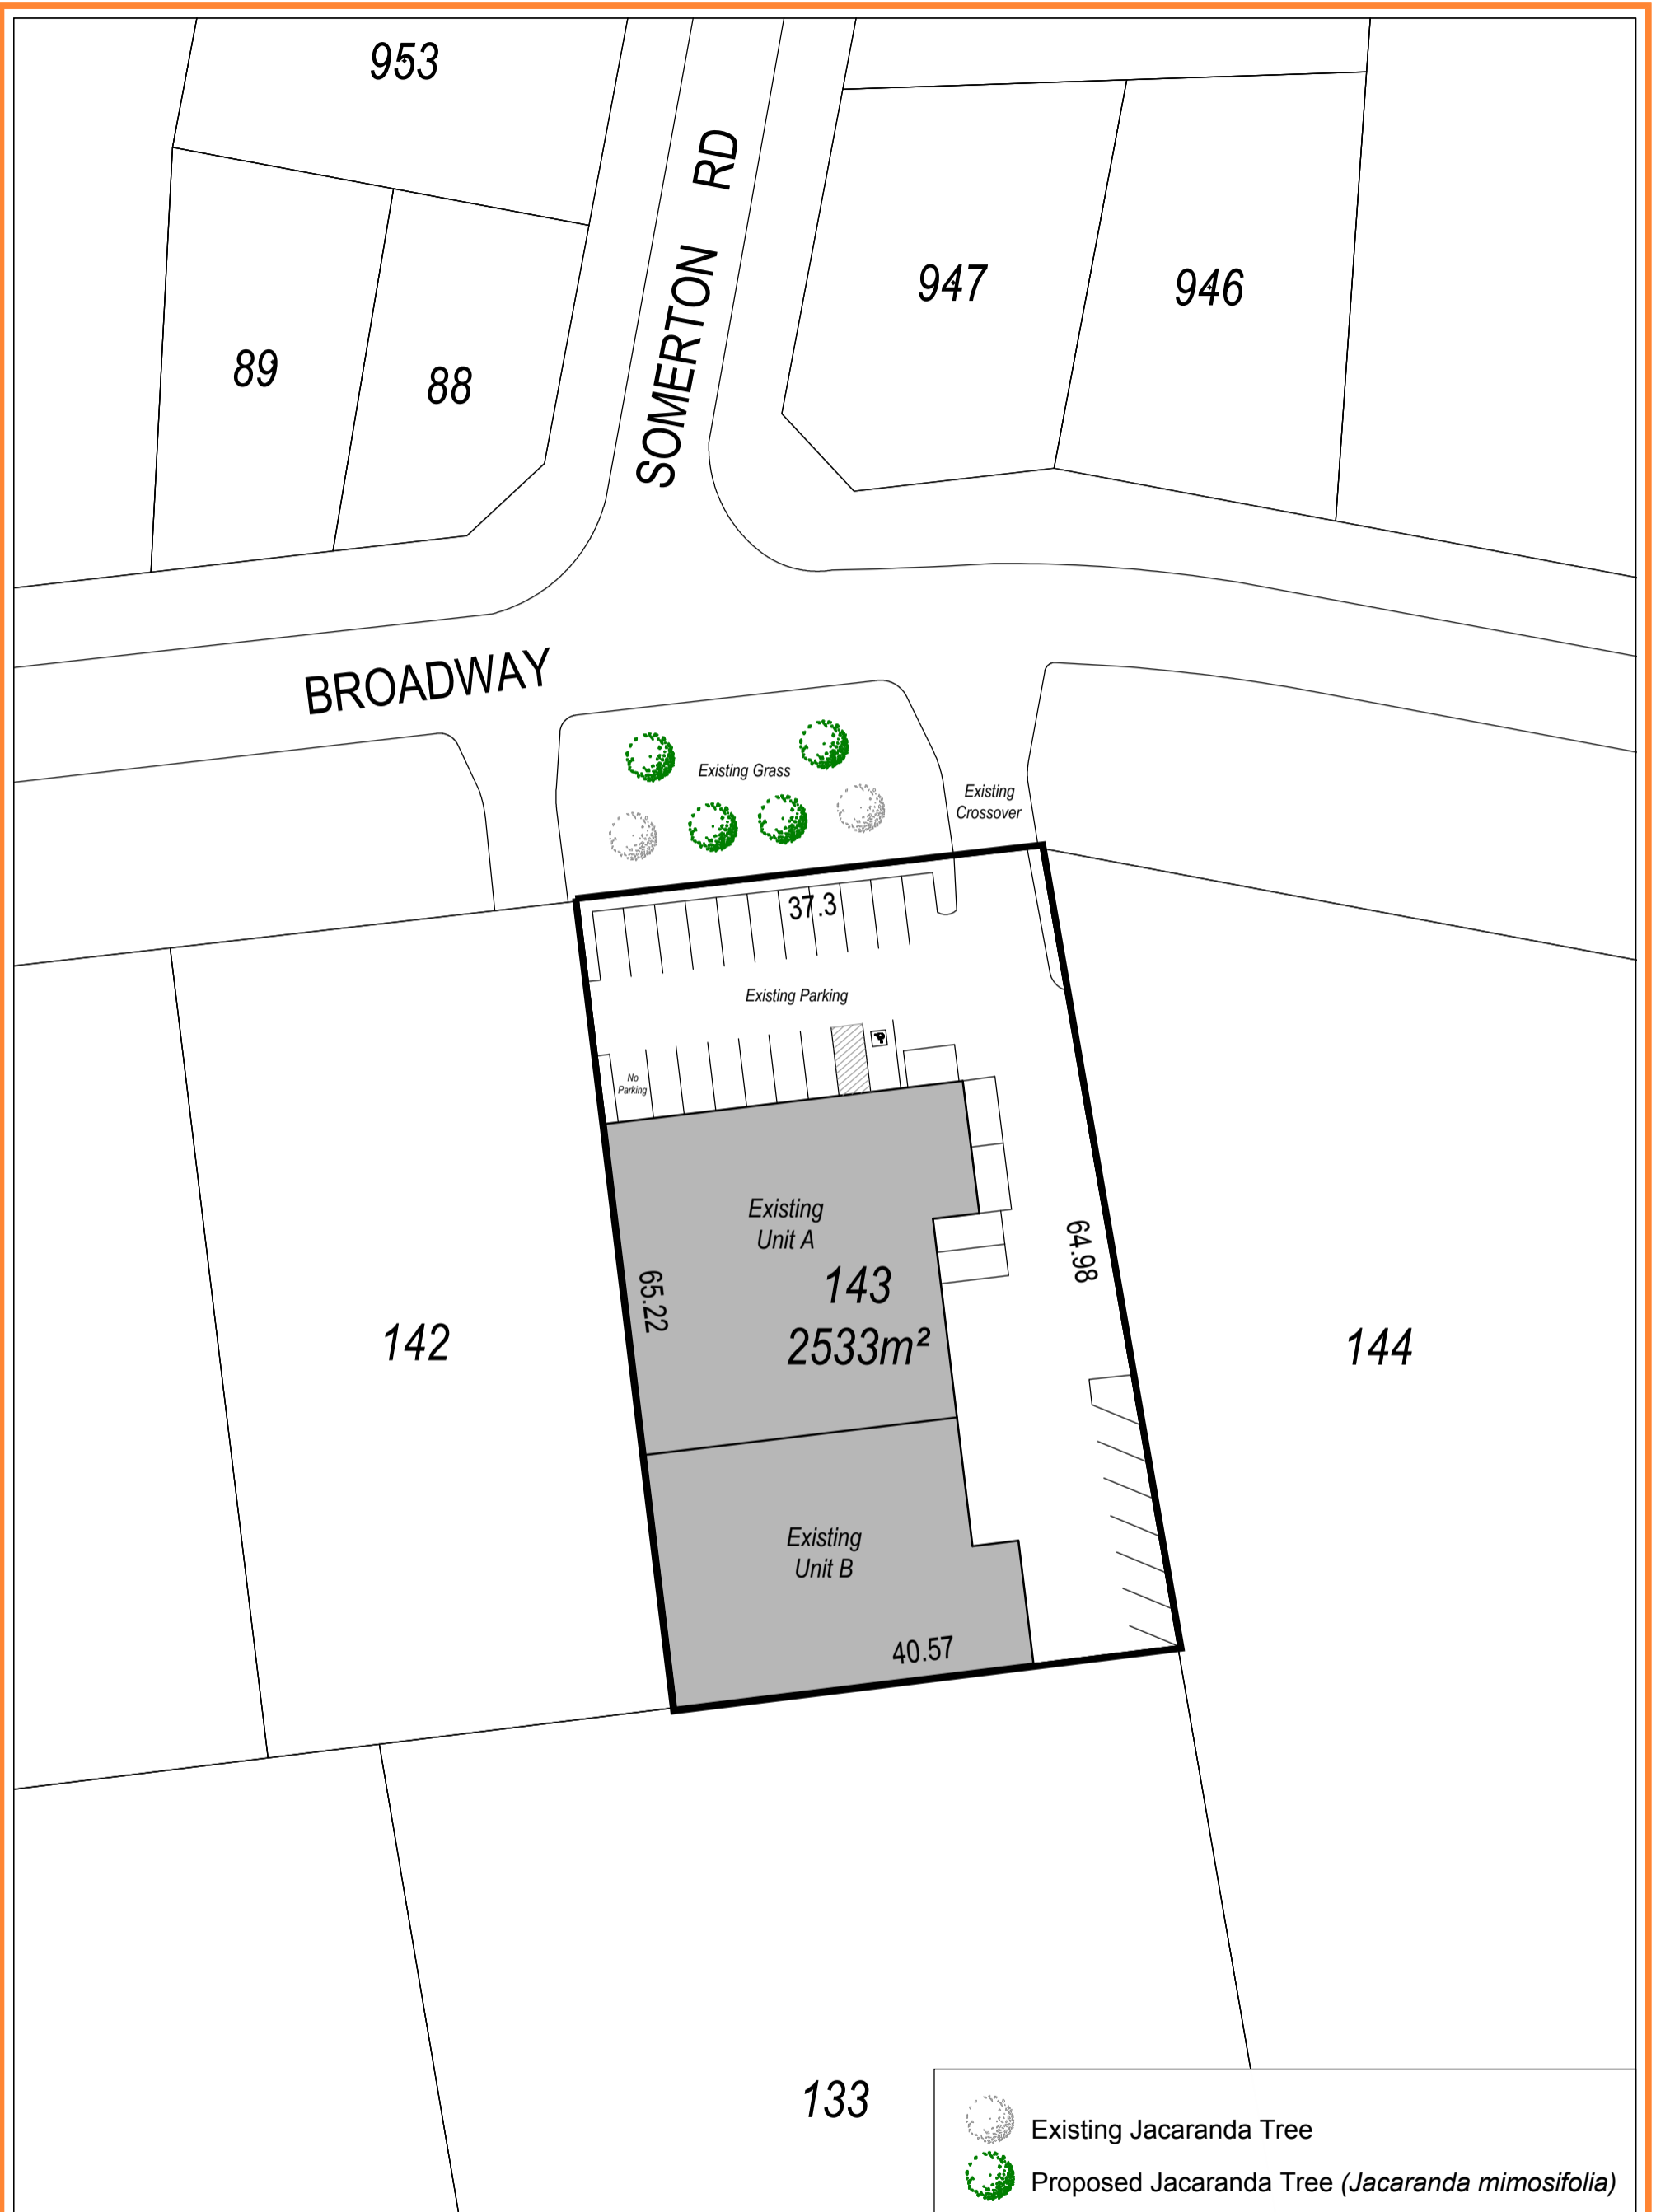 953
SOMERTON RD
947
946
89
88
BROADWAY
Existing Grass
Existing
Crossover
37.3
Existing Parking
No
Parking
Existing
Unit A
143
2533m²
65.22
64.98
142
144
Existing
Unit B
40.57
133
Existing Jacaranda Tree
Proposed Jacaranda Tree (Jacaranda mimosifolia)